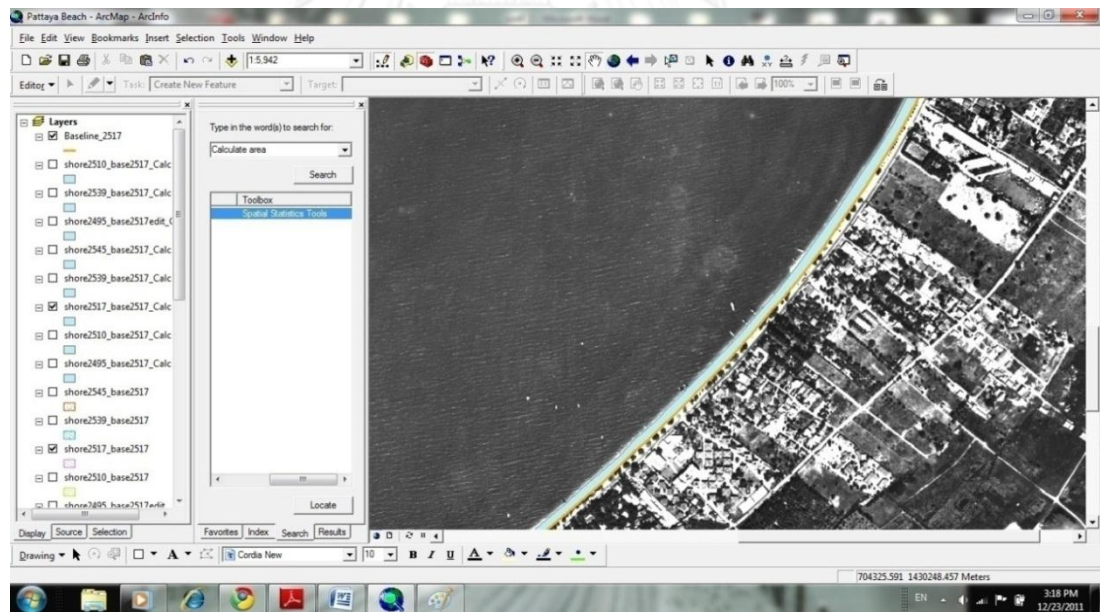 Pattaya Beach - ArcMap - ArcInfo
File Edit View Bookmarks Insert Selection Tools Window Help
1:5,942
Editor Task: Create New Feature Target: 100%
Layers
Baseline_2517
shore2510_base2517_Calc
shore2539_base2517_Calc
shore2495_base2517edit_C
shore2545_base2517_Calc
shore2539_base2517_Calc
shore2517_base2517_Calc
shore2510_base2517_Calc
shore2495_base2517_Calc
shore2545_base2517
shore2539_base2517
shore2517_base2517
shore2510_base2517
shore2495_base2517edit
Display Source Selection
Type in the word(s) to search for:
Calculate area
Search
Toolbox
Spatial Statistics Tools
Locate
Favorites Index Search Results
Drawing A Cordia New 10 B I U A
704325.591 1430248.457 Meters
EN 3:18 PM
12/23/2011